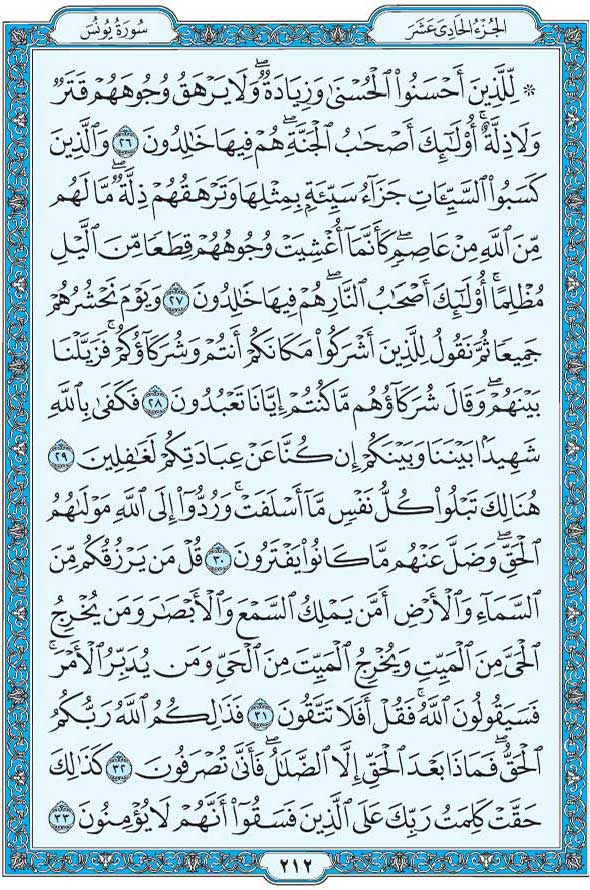 الجُزْءُ الحَادِى عَشَر
سُورَةُ يُونُسَ
۞ لِّلَّذِينَ أَحْسَنُوا۟ ٱلْحُسْنَىٰ وَزِيَادَةٌ ۖ وَلَا يَرْهَقُ وُجُوهَهُمْ قَتَرٌ
وَلَا ذِلَّةٌ ۚ أُو۟لَـٰٓئِكَ أَصْحَـٰبُ ٱلْجَنَّةِ ۖ هُمْ فِيهَا خَـٰلِدُونَ ٢٦ وَٱلَّذِينَ
كَسَبُوا۟ ٱلسَّيِّـَٔاتِ جَزَآءُ سَيِّئَةٍۭ بِمِثْلِهَا وَتَرْهَقُهُمْ ذِلَّةٌ ۖ مَّا لَهُم
مِّنَ ٱللَّهِ مِنْ عَاصِمٍ ۖ كَأَنَّمَآ أُغْشِيَتْ وُجُوهُهُمْ قِطَعًا مِّنَ ٱلَّيْلِ
مُظْلِمًا ۚ أُو۟لَـٰٓئِكَ أَصْحَـٰبُ ٱلنَّارِ ۖ هُمْ فِيهَا خَـٰلِدُونَ ٢٧ وَيَوْمَ نَحْشُرُهُمْ
جَمِيعًا ثُمَّ نَقُولُ لِلَّذِينَ أَشْرَكُوا۟ مَكَانَكُمْ أَنتُمْ وَشُرَكَآؤُكُمْ ۚ فَزَيَّلْنَا
بَيْنَهُمْ ۖ وَقَالَ شُرَكَآؤُهُم مَّا كُنتُمْ إِيَّانَا تَعْبُدُونَ ٢٨ فَكَفَىٰ بِٱللَّهِ
شَهِيدًۢا بَيْنَنَا وَبَيْنَكُمْ إِن كُنَّا عَنْ عِبَادَتِكُمْ لَغَـٰفِلِينَ ٢٩
هُنَالِكَ تَبْلُوا۟ كُلُّ نَفْسٍ مَّآ أَسْلَفَتْ ۚ وَرُدُّوٓا۟ إِلَى ٱللَّهِ مَوْلَىٰهُمُ
ٱلْحَقِّ ۖ وَضَلَّ عَنْهُم مَّا كَانُوا۟ يَفْتَرُونَ ٣٠ قُلْ مَن يَرْزُقُكُم مِّنَ
ٱلسَّمَآءِ وَٱلْأَرْضِ أَمَّن يَمْلِكُ ٱلسَّمْعَ وَٱلْأَبْصَـٰرَ وَمَن يُخْرِجُ
ٱلْحَىَّ مِنَ ٱلْمَيِّتِ وَيُخْرِجُ ٱلْمَيِّتَ مِنَ ٱلْحَىِّ وَمَن يُدَبِّرُ ٱلْأَمْرَ ۚ
فَسَيَقُولُونَ ٱللَّهُ ۚ فَقُلْ أَفَلَا تَتَّقُونَ ٣١ فَذَٰلِكُمُ ٱللَّهُ رَبُّكُمُ
ٱلْحَقُّ ۖ فَمَاذَا بَعْدَ ٱلْحَقِّ إِلَّا ٱلضَّلَـٰلُ ۖ فَأَنَّىٰ تُصْرَفُونَ ٣٢ كَذَٰلِكَ
حَقَّتْ كَلِمَتُ رَبِّكَ عَلَى ٱلَّذِينَ فَسَقُوٓا۟ أَنَّهُمْ لَا يُؤْمِنُونَ ٣٣
٢١٢